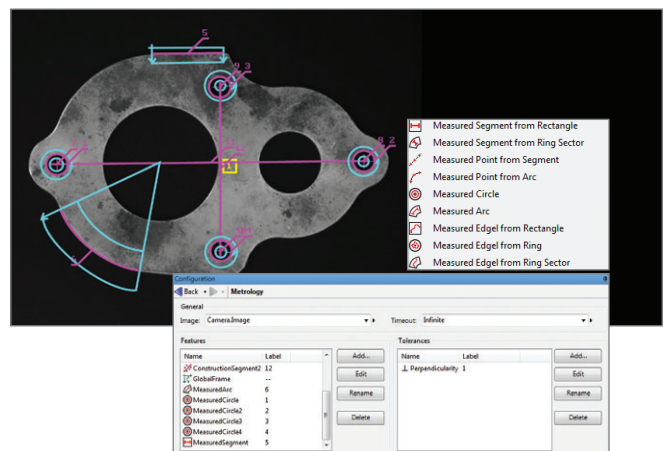 5
9 3
8 2
1
6
Measured Segment from Rectangle
Measured Segment from Ring Sector
Measured Point from Segment
Measured Point from Arc
Measured Circle
Measured Arc
Measured Edgel from Rectangle
Measured Edgel from Ring
Measured Edgel from Ring Sector
Configuration
Back Metrology
General
Image: Camera.Image Timeout: Infinite
Features Tolerances
Name Label Add... Name Label Add...
ConstructionSegment2 12 Perpendicularity 1
GlobalFrame -- Edit Edit
MeasuredArc 6
MeasuredCircle 1 Rename Rename
MeasuredCircle2 2
MeasuredCircle3 3 Delete Delete
MeasuredCircle4 4
MeasuredSegment 5